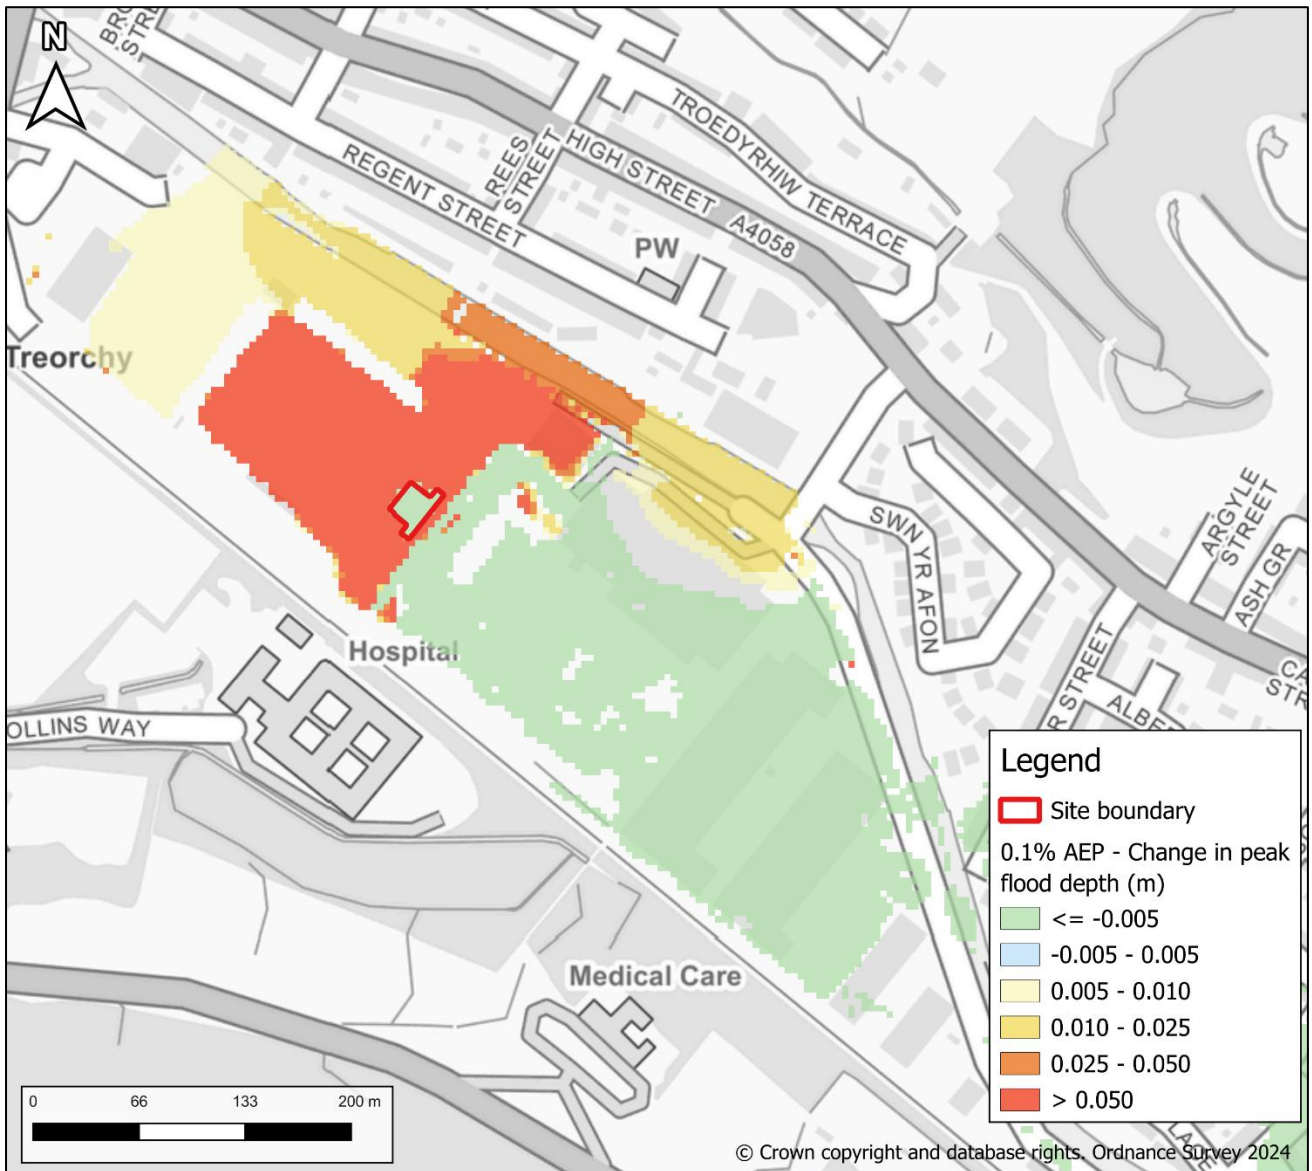 N
TROEDYRHIW TERRACE
REES
STREET
HIGH STREET A4058
REGENT STREET
PW
Treorchy
ARGYLE
STREET
SWN YR AFON
ASH GR
Hospital
STREET
Legend
Site boundary
0.1% AEP - Change in peak
flood depth (m)
<= -0.005
-0.005 - 0.005
0.005 - 0.010
0.010 - 0.025
0.025 - 0.050
> 0.050
OLLINS WAY
Medical Care
0 66 133 200 m
© Crown copyright and database rights. Ordnance Survey 2024